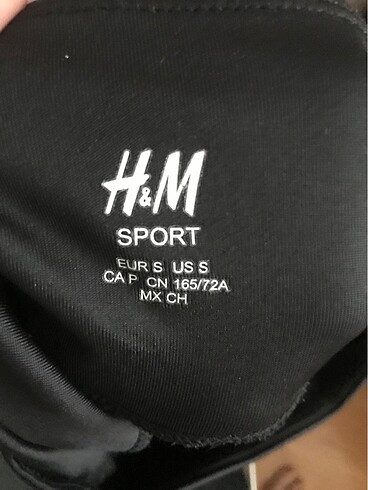 H&M
SPORT
EUR S US S
CA P CN 165/72A
MX CH